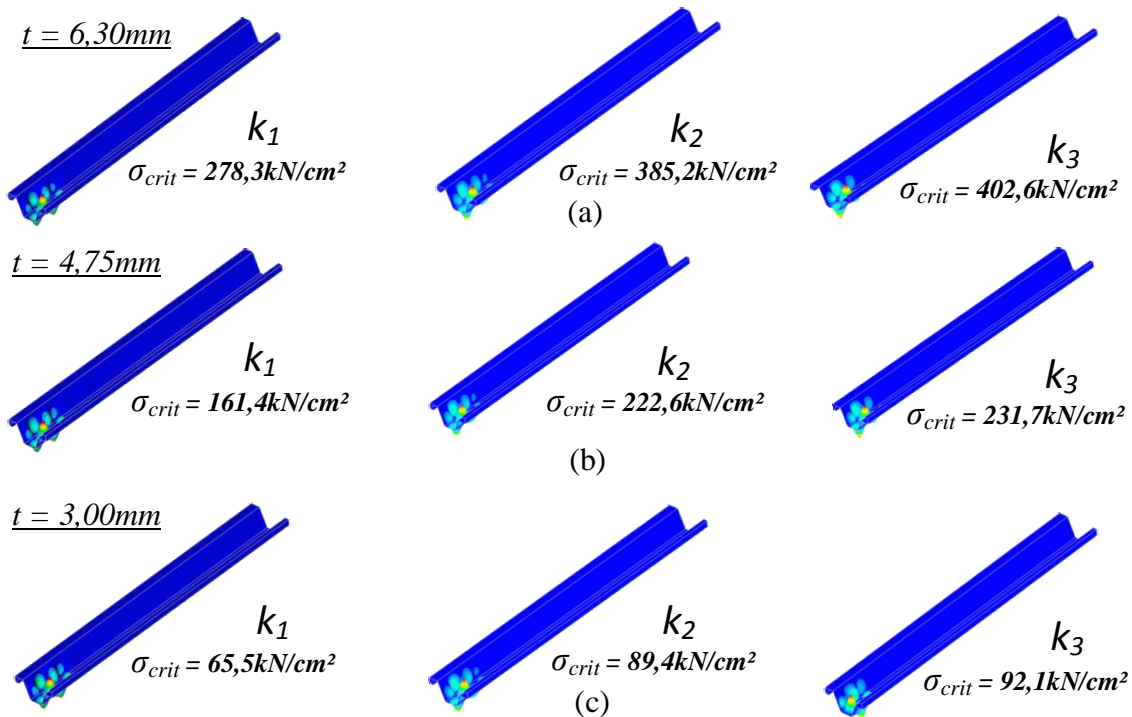 t = 6,30mm
k1
σcrit = 278,3kN/cm²
k2
σcrit = 385,2kN/cm²
k3
σcrit = 402,6kN/cm²
(a)
t = 4,75mm
k1
σcrit = 161,4kN/cm²
k2
σcrit = 222,6kN/cm²
k3
σcrit = 231,7kN/cm²
(b)
t = 3,00mm
k1
σcrit = 65,5kN/cm²
k2
σcrit = 89,4kN/cm²
k3
σcrit = 92,1kN/cm²
(c)